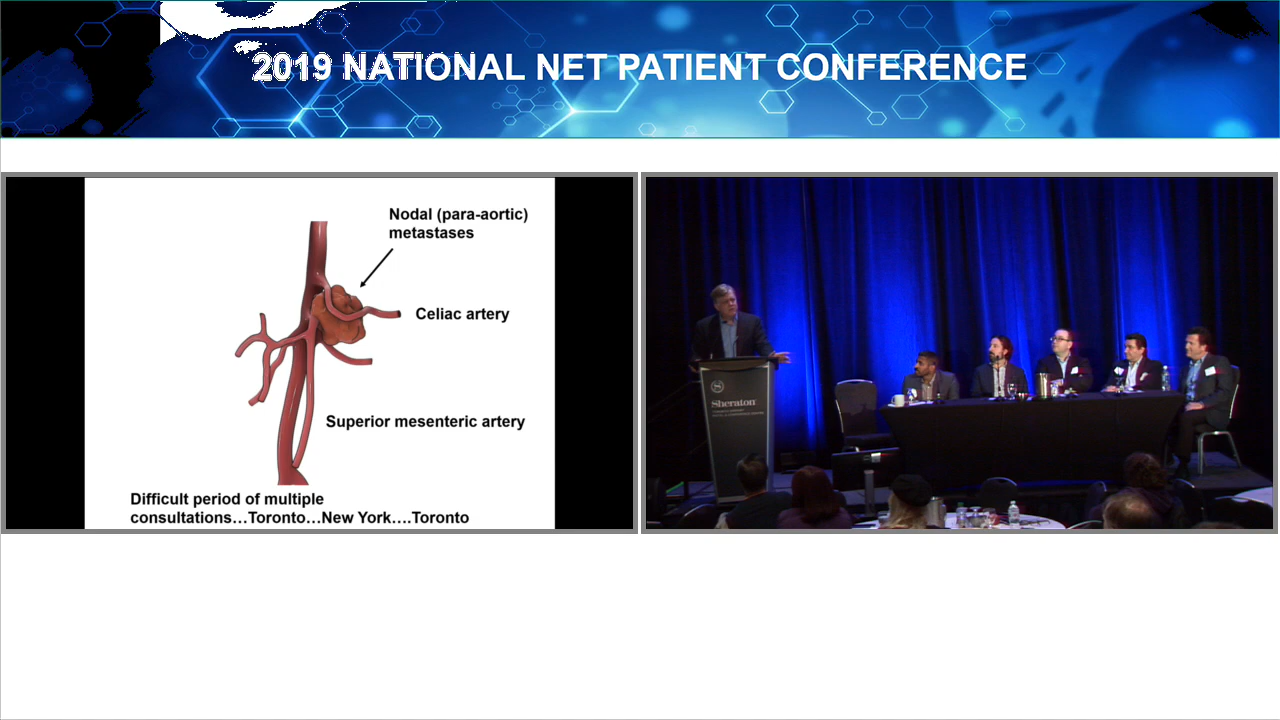 2019 NATIONAL NET PATIENT CONFERENCE
Nodal (para-aortic)
metastases
Celiac artery
Superior mesenteric artery
Difficult period of multiple
consultations…Toronto…New York….Toronto
Sheraton